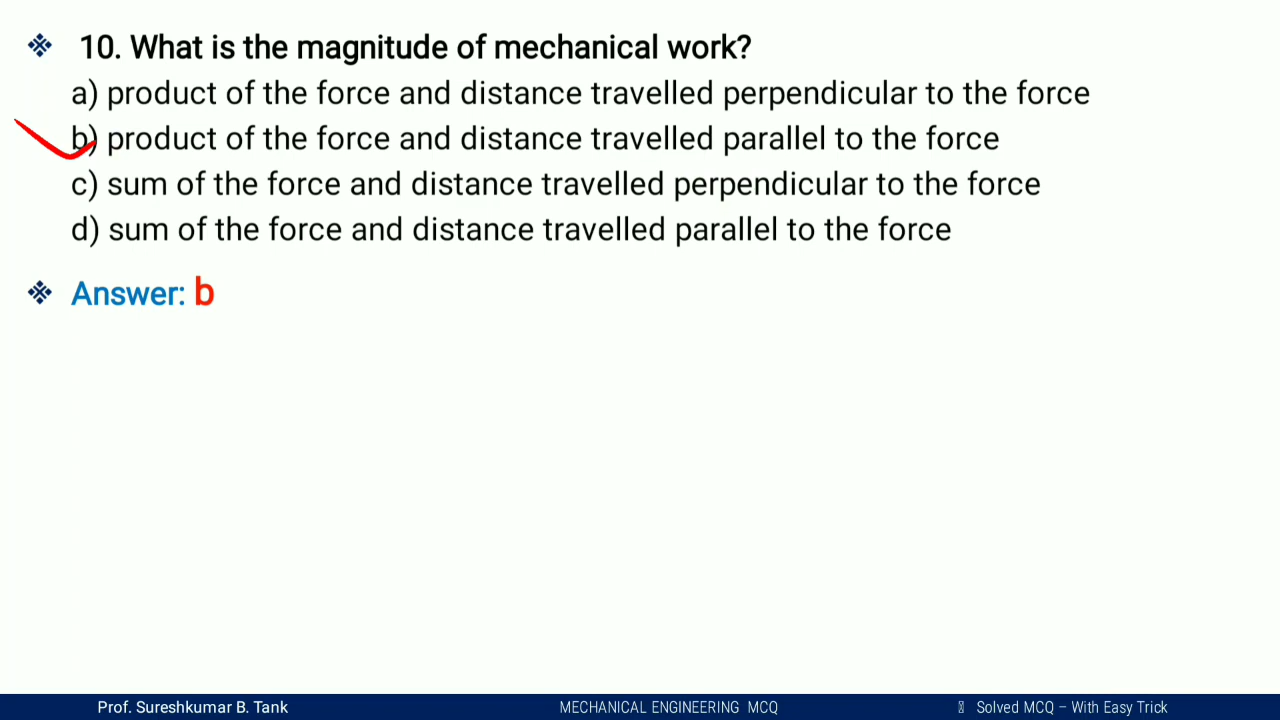 ❖ 10. What is the magnitude of mechanical work?
a) product of the force and distance travelled perpendicular to the force
b) product of the force and distance travelled parallel to the force
c) sum of the force and distance travelled perpendicular to the force
d) sum of the force and distance travelled parallel to the force
❖ Answer: b
Prof. Sureshkumar B. Tank MECHANICAL ENGINEERING MCQ Solved MCQ – With Easy Trick